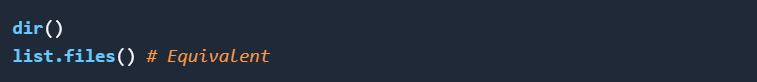 dir()
list.files() # Equivalent